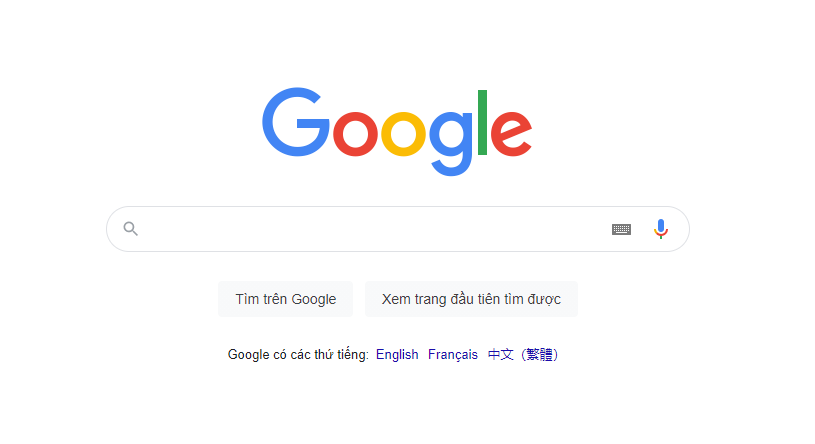 Google
Tìm trên Google Xem trang đầu tiên tìm được
Google có các thứ tiếng: English Français 中文（繁體）